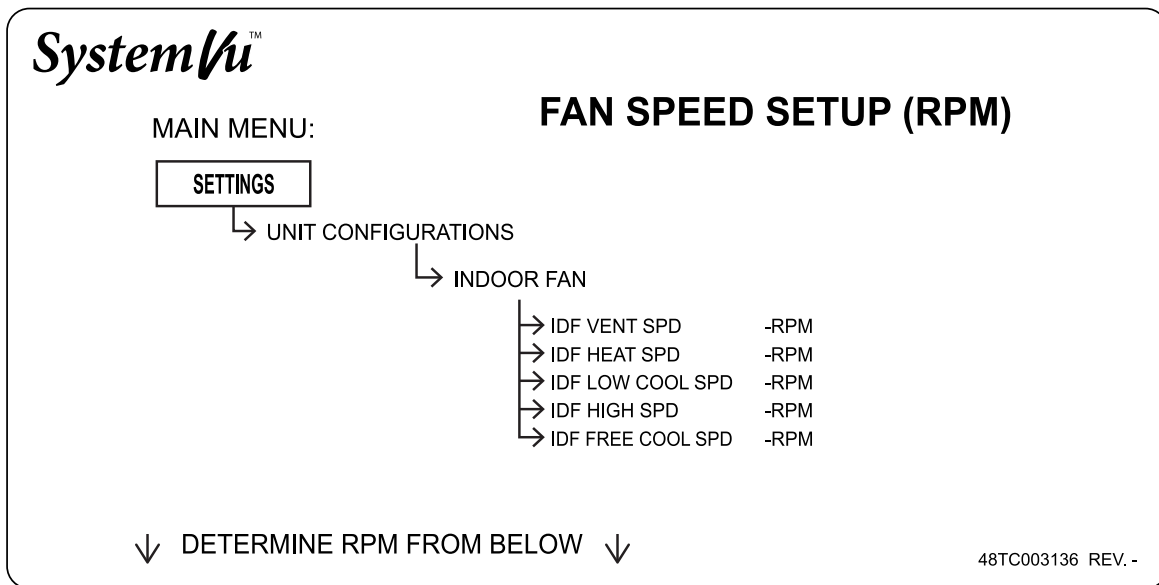 SystemVu™
FAN SPEED SETUP (RPM)
MAIN MENU:
SETTINGS
UNIT CONFIGURATIONS
INDOOR FAN
IDF VENT SPD -RPM
IDF HEAT SPD -RPM
IDF LOW COOL SPD -RPM
IDF HIGH SPD -RPM
IDF FREE COOL SPD -RPM
DETERMINE RPM FROM BELOW
48TC003136 REV. -